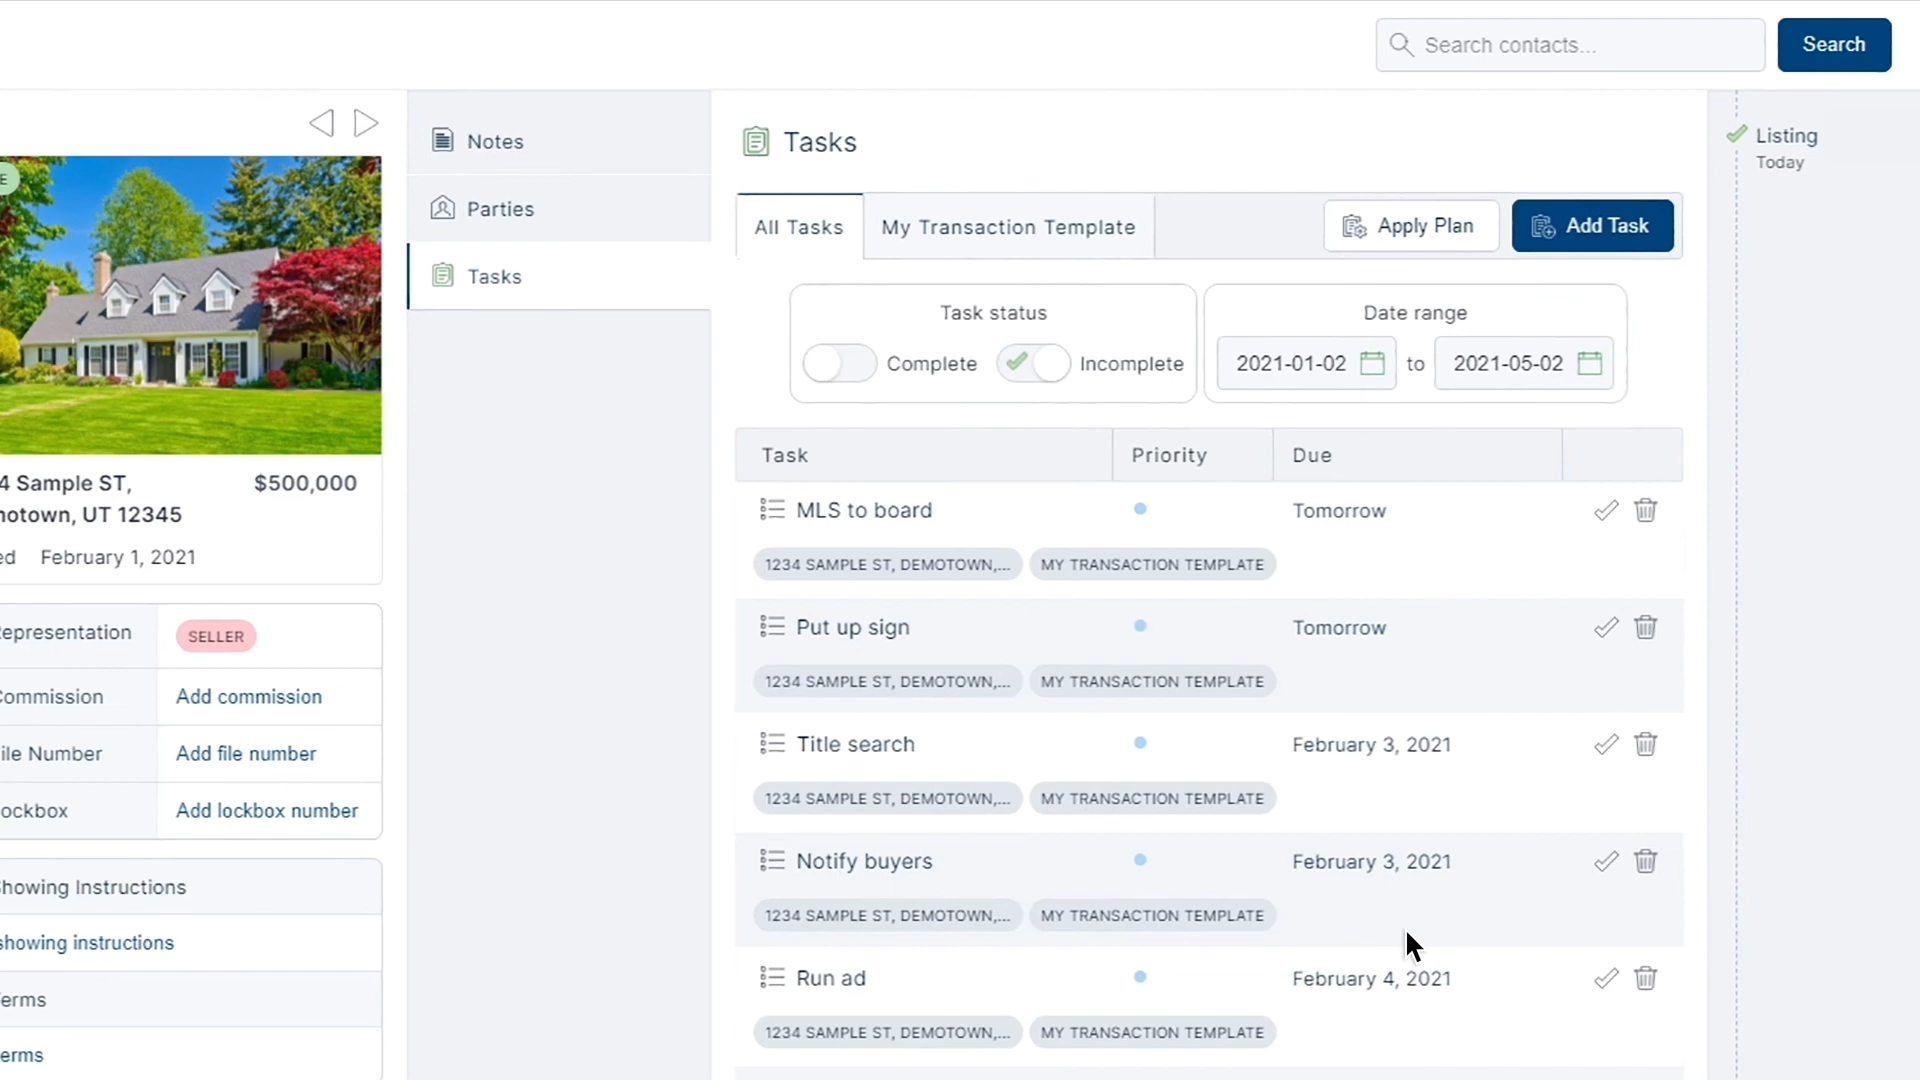 Search contacts...
Search
E
4 Sample ST,
$500,000
notown, UT 12345
ed February 1, 2021
epresentation
SELLER
Commission
Add commission
ile Number
Add file number
ockbox
Add lockbox number
Showing Instructions
showing instructions
erms
erms
Notes
Parties
Tasks
Tasks
All Tasks
My Transaction Template
Apply Plan
Add Task
Task status
Complete
Incomplete
Date range
2021-01-02 to 2021-05-02
Task Priority Due
MLS to board Tomorrow
1234 SAMPLE ST, DEMOTOWN,... MY TRANSACTION TEMPLATE
Put up sign Tomorrow
1234 SAMPLE ST, DEMOTOWN,... MY TRANSACTION TEMPLATE
Title search February 3, 2021
1234 SAMPLE ST, DEMOTOWN,... MY TRANSACTION TEMPLATE
Notify buyers February 3, 2021
1234 SAMPLE ST, DEMOTOWN,... MY TRANSACTION TEMPLATE
Run ad February 4, 2021
1234 SAMPLE ST, DEMOTOWN,... MY TRANSACTION TEMPLATE
Listing
Today